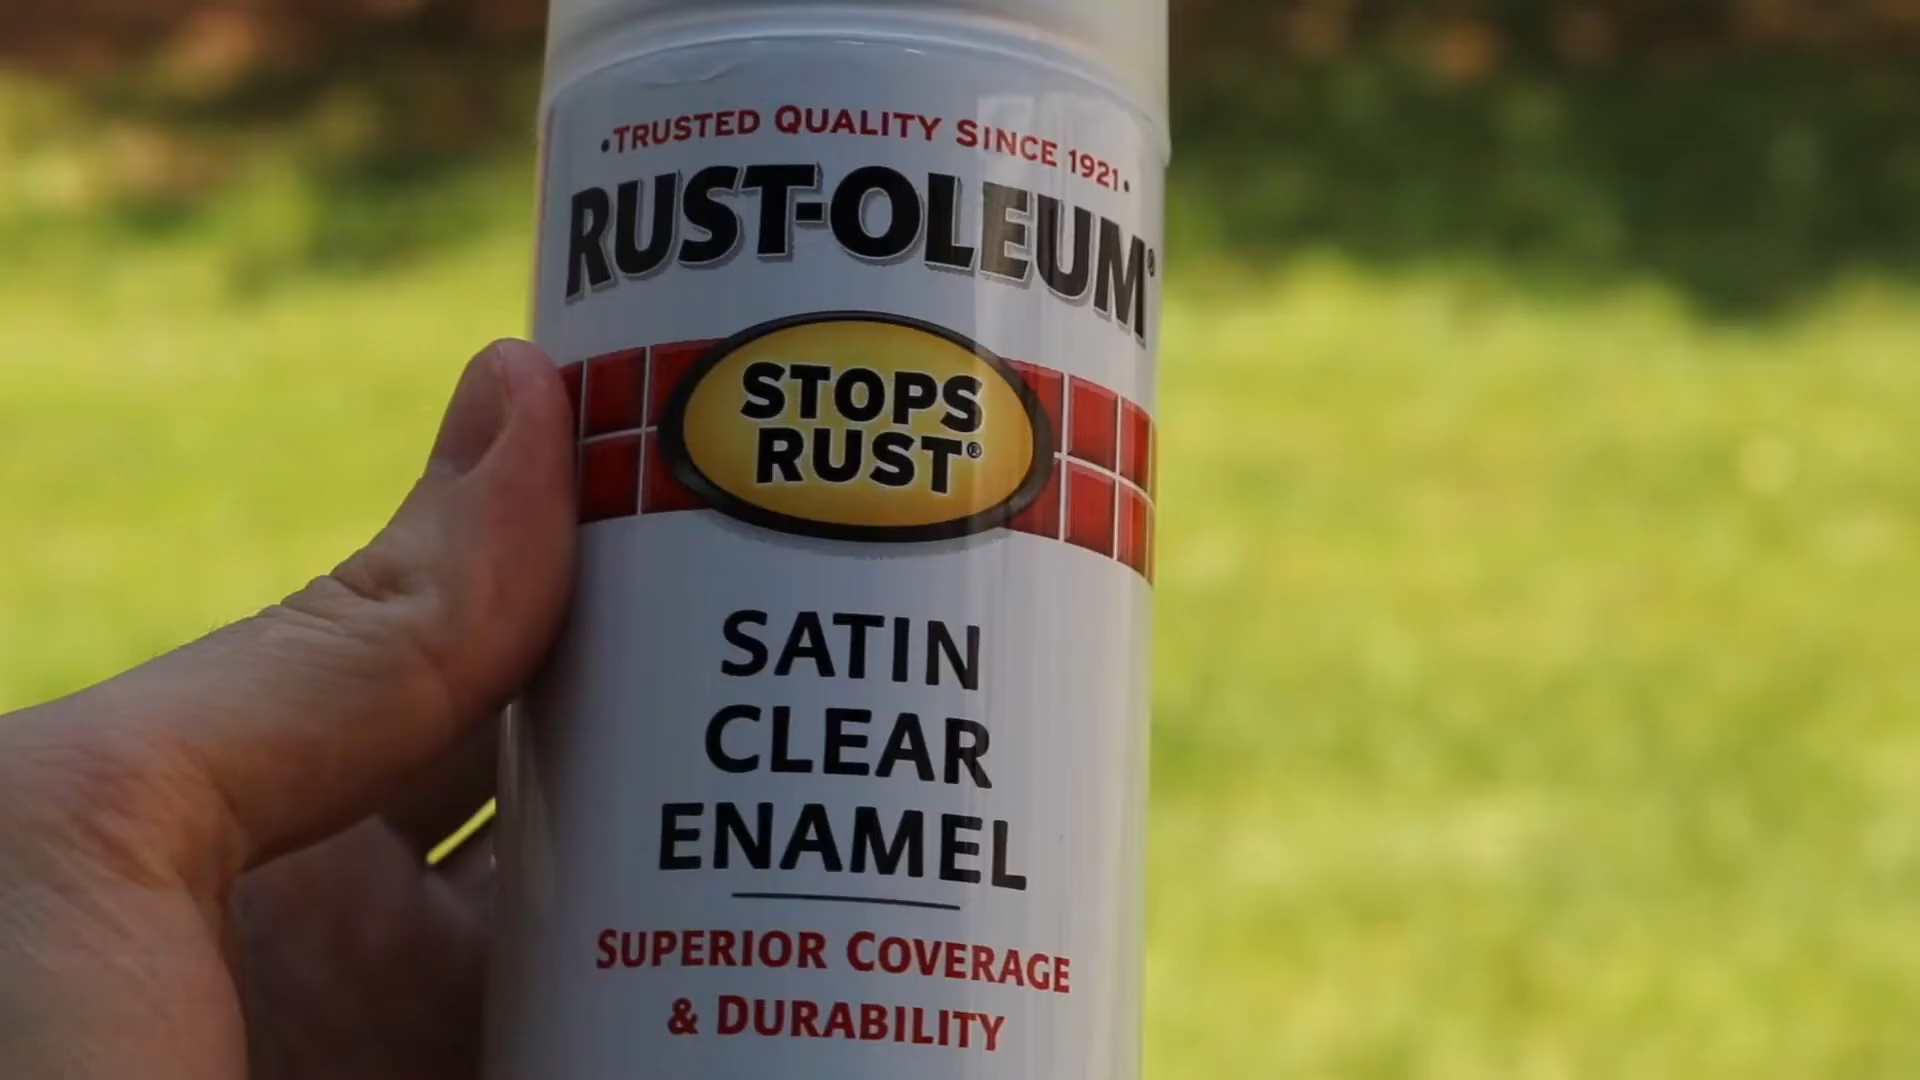 •TRUSTED QUALITY SINCE 1921•
RUST-OLEUM®
STOPS
RUST®
SATIN
CLEAR
ENAMEL
SUPERIOR COVERAGE
& DURABILITY